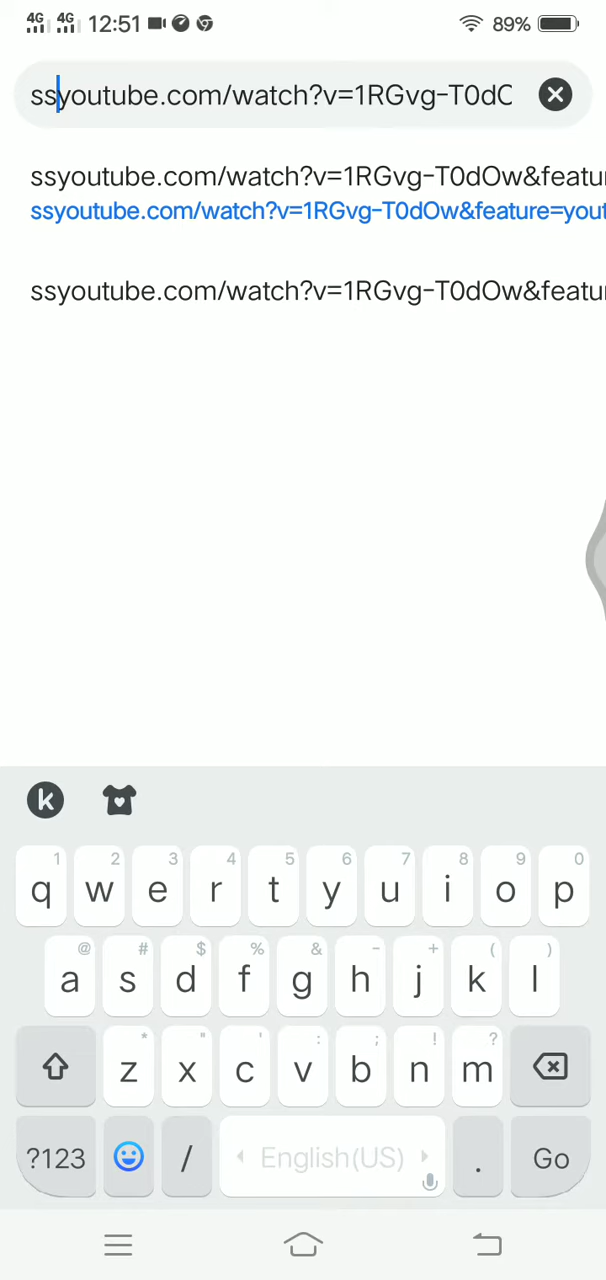 4G 4G 12:51 89%
ssyoutube.com/watch?v=1RGvg-T0dC
ssyoutube.com/watch?v=1RGvg-T0dOw&featu
ssyoutube.com/watch?v=1RGvg-T0dOw&feature=yout
ssyoutube.com/watch?v=1RGvg-T0dOw&featu
k
1 2 3 4 5 6 7 8 9 0
q w e r t y u i o p
@ # $ % & - + ( )
a s d f g h j k l
* " ' : ; ! ?
z x c v b n m
?123 / English(US) . Go